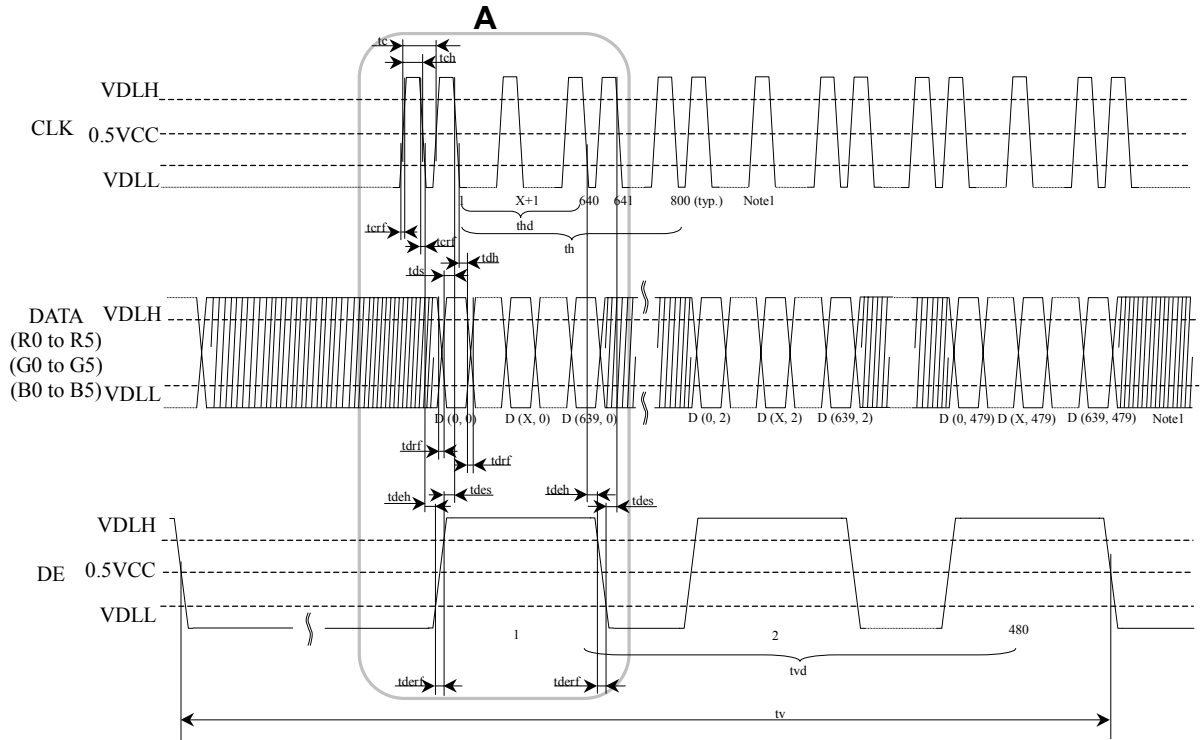 A
tc
tch
VDLH
CLK 0.5VCC
VDLL
1 X+1 640 641 800 (typ.) Note1
thd
th
tcrf
tcrf
tdh
tds
DATA
(R0 to R5)
(G0 to G5)
(B0 to B5)
VDLH
VDLL
D (0, 0) D (X, 0) D (639, 0) D (0, 2) D (X, 2) D (639, 2) D (0, 479) D (X, 479) D (639, 479) Note1
tdrf
tdrf
tdeh tdes tdeh tdes
VDLH
DE 0.5VCC
VDLL
1 2 480
tvd
tderf tderf
tv